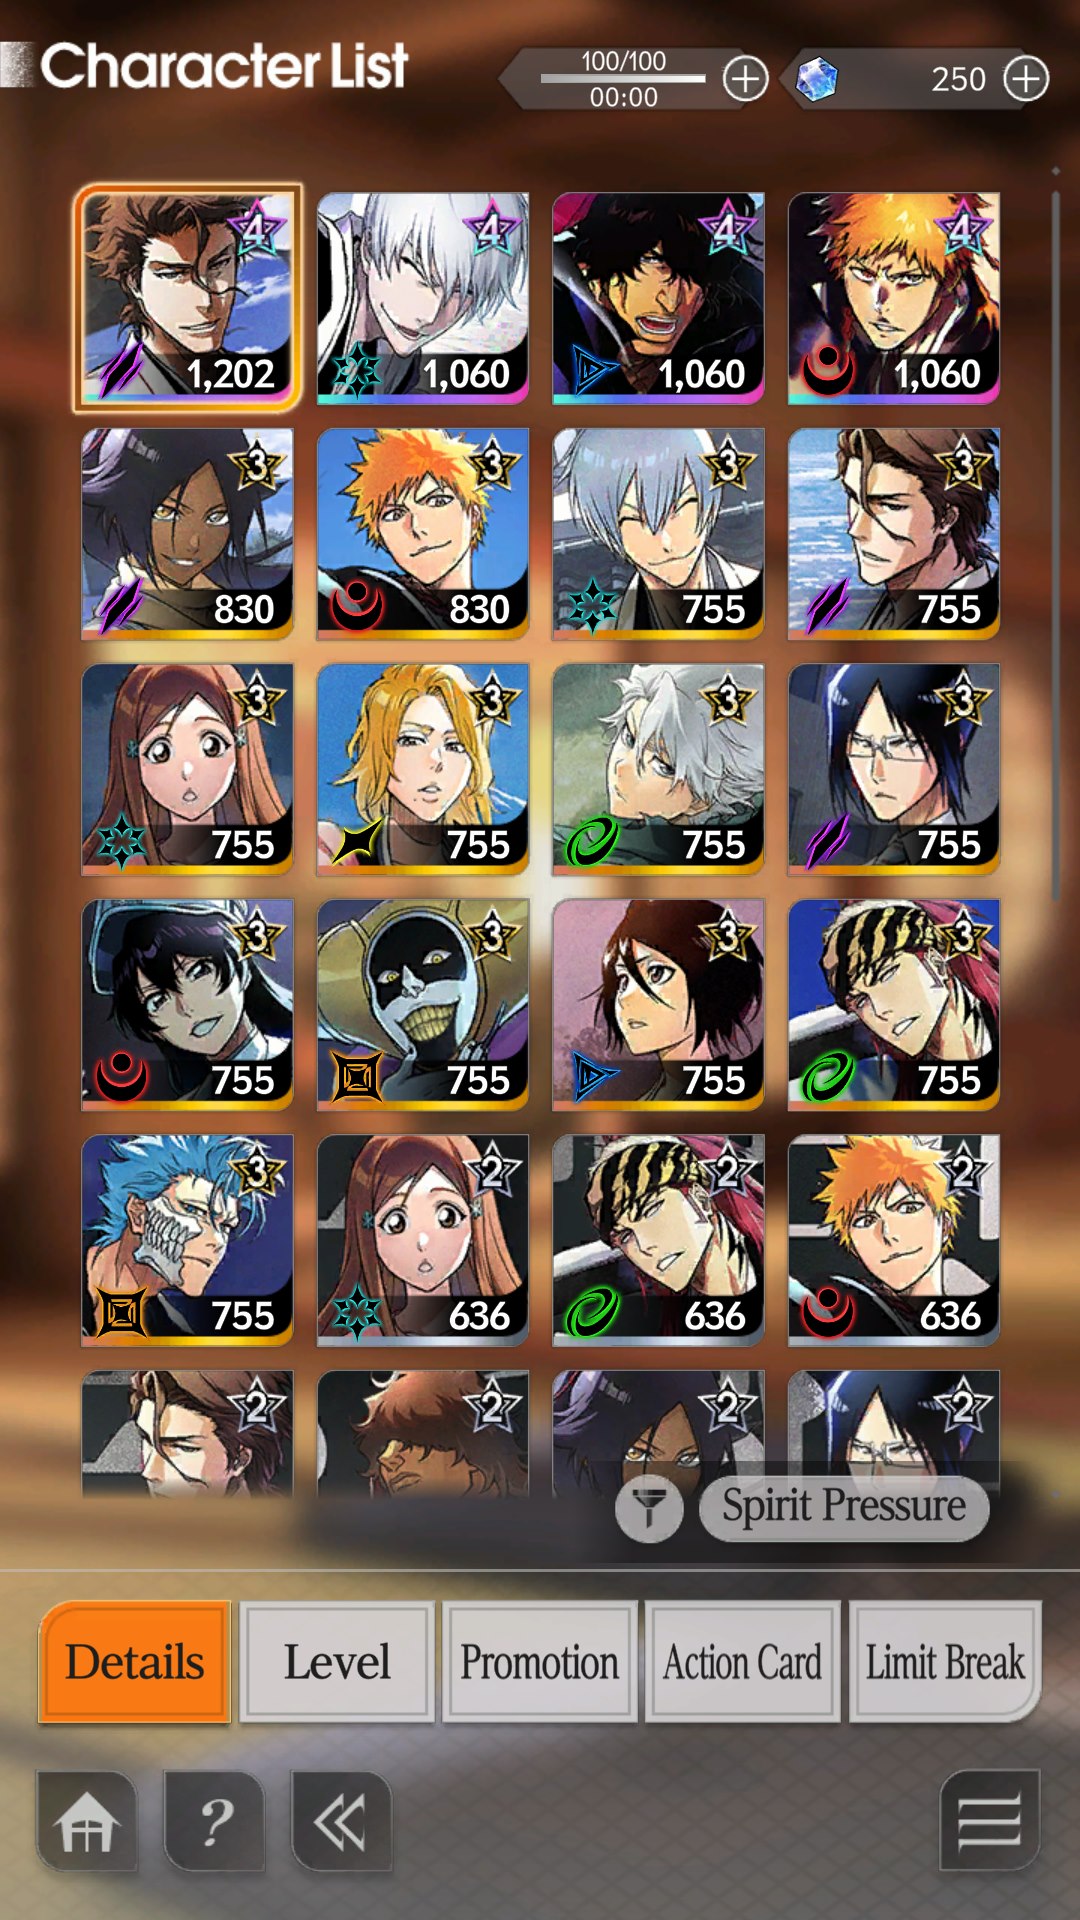 Character List
100/100
00:00
250
4 4 4 4
1,202 1,060 1,060 1,060
3 3 3 3
830 830 755 755
3 3 3 3
755 755 755 755
3 3 3 3
755 755 755 755
3 2 2 2
755 636 636 636
2 2 2 2
Spirit Pressure
Details Level Promotion Action Card Limit Break
?